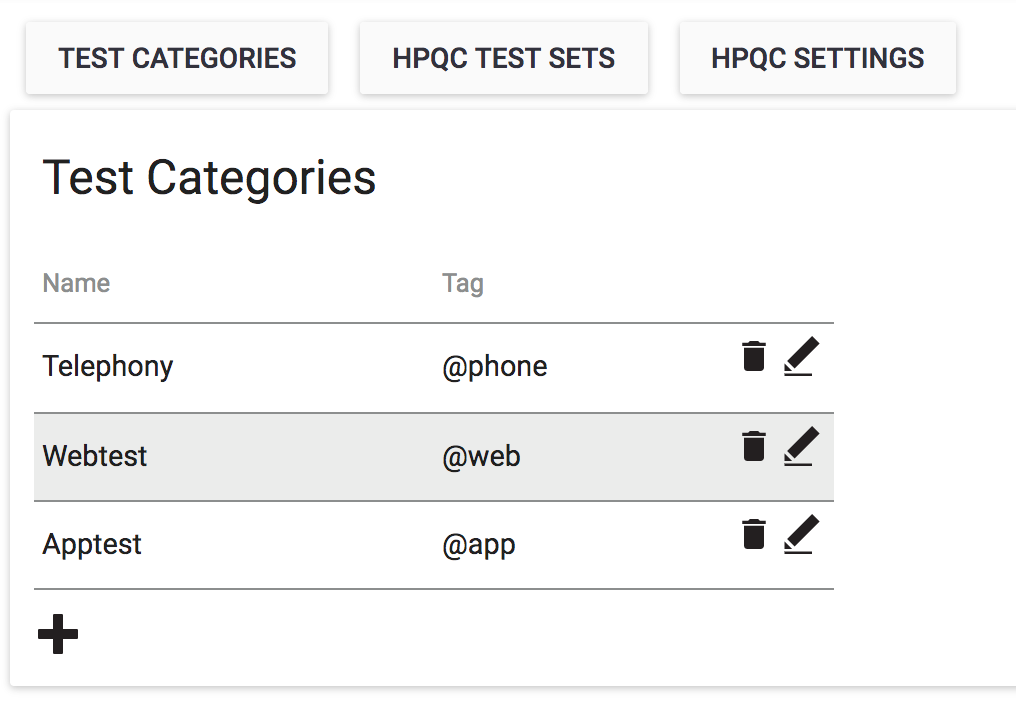 TEST CATEGORIES HPQC TEST SETS HPQC SETTINGS
Test Categories
Name Tag
Telephony @phone
Webtest @web
Apptest @app